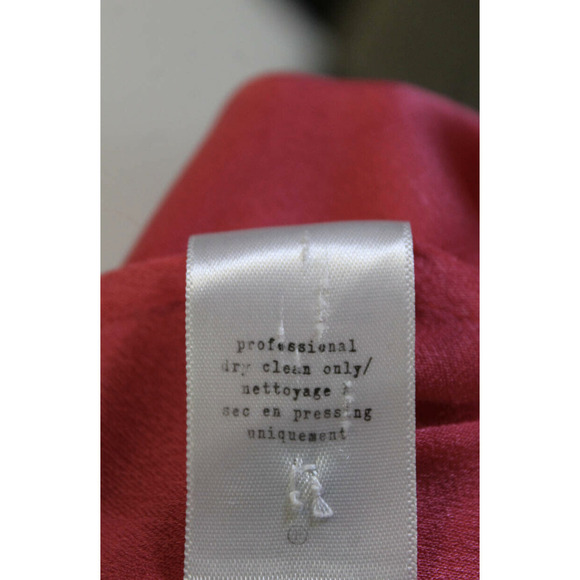 professional
dry clean only/
nettoyage à
sec en pressing
uniquement